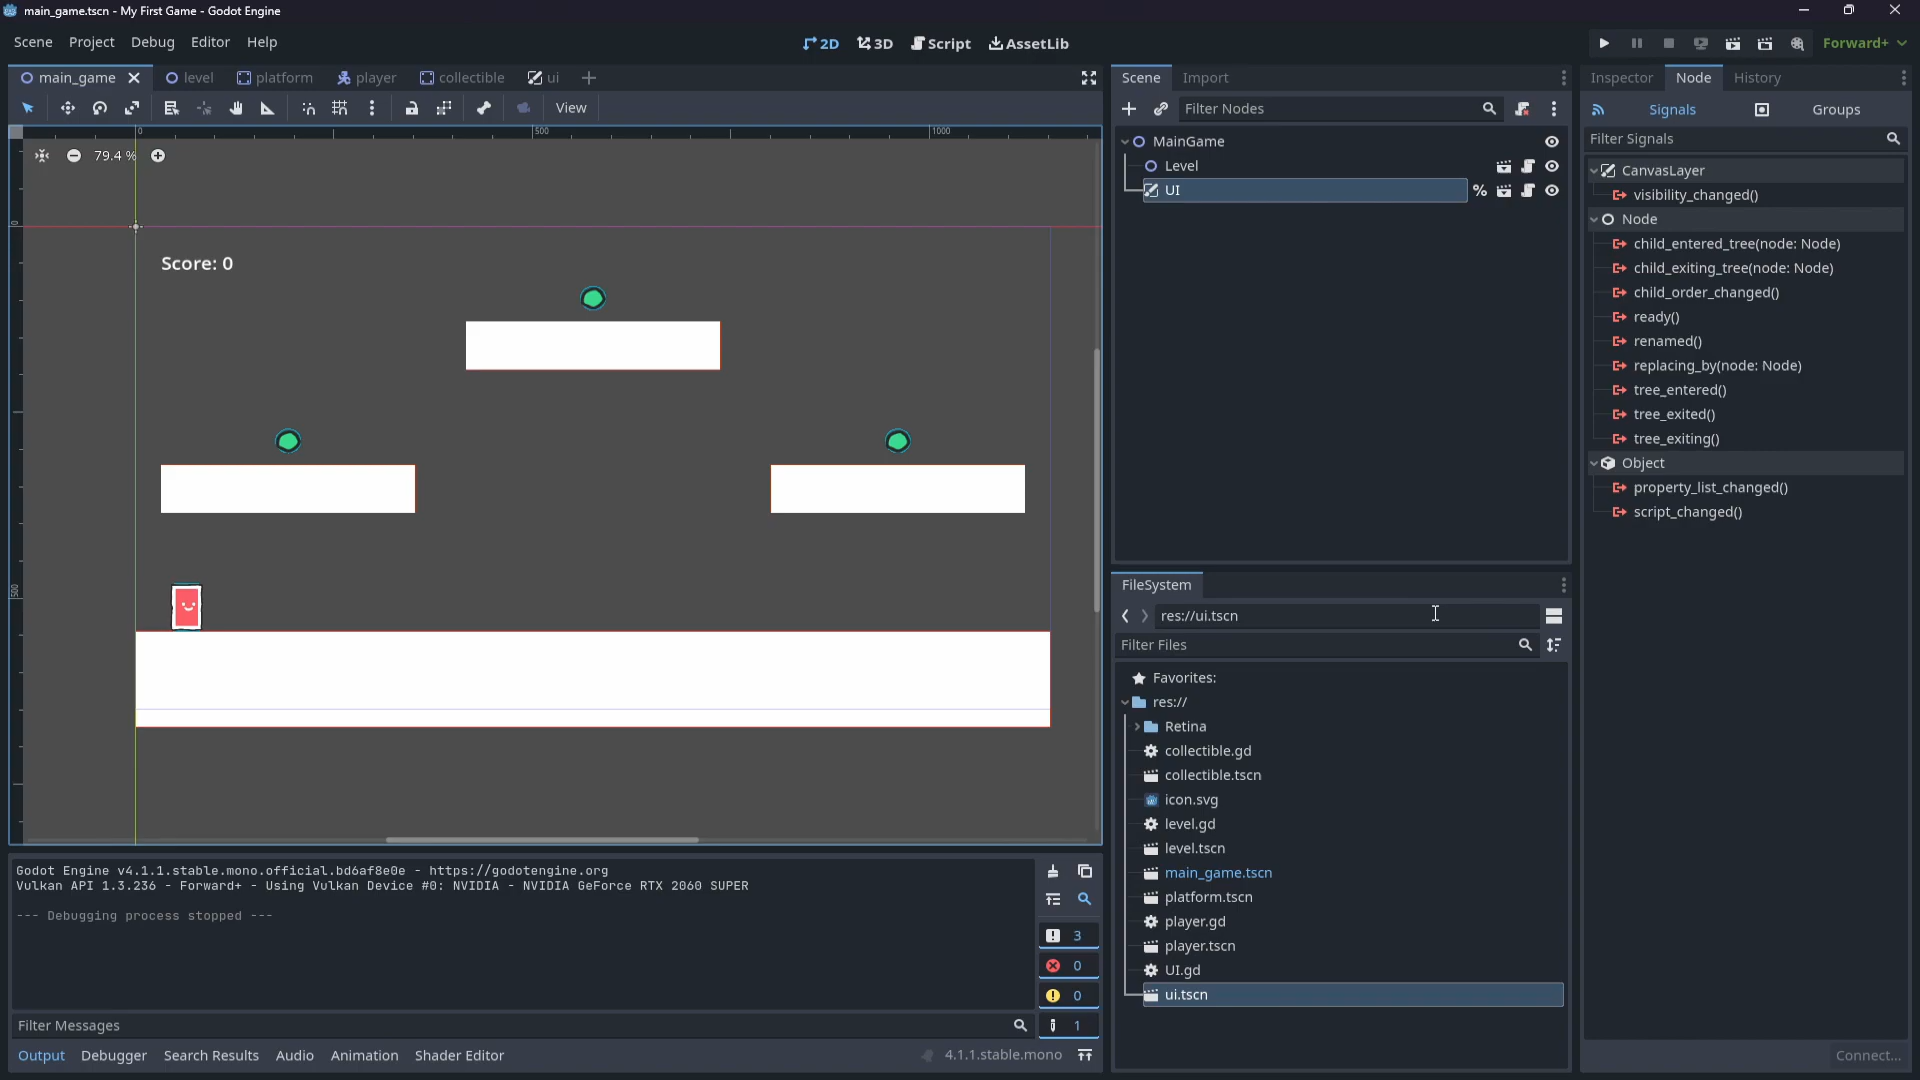 main_game.tscn - My First Game - Godot Engine
Scene Project Debug Editor Help
2D 3D Script AssetLib
Forward+
main_game level platform player collectible ui
View
0 500 1000
79.4 %
0
500
Score: 0
Scene Import
Filter Nodes
MainGame
Level
UI
%
FileSystem
res://ui.tscn
Filter Files
Favorites:
res://
Retina
collectible.gd
collectible.tscn
icon.svg
level.gd
level.tscn
main_game.tscn
platform.tscn
player.gd
player.tscn
UI.gd
ui.tscn
Inspector Node History
Signals Groups
Filter Signals
CanvasLayer
visibility_changed()
Node
child_entered_tree(node: Node)
child_exiting_tree(node: Node)
child_order_changed()
ready()
renamed()
replacing_by(node: Node)
tree_entered()
tree_exited()
tree_exiting()
Object
property_list_changed()
script_changed()
Connect...
Godot Engine v4.1.1.stable.mono.official.bd6af8e0e - https://godotengine.org
Vulkan API 1.3.236 - Forward+ - Using Vulkan Device #0: NVIDIA - NVIDIA GeForce RTX 2060 SUPER
--- Debugging process stopped ---
3
0
0
1
Filter Messages
Output Debugger Search Results Audio Animation Shader Editor
4.1.1.stable.mono